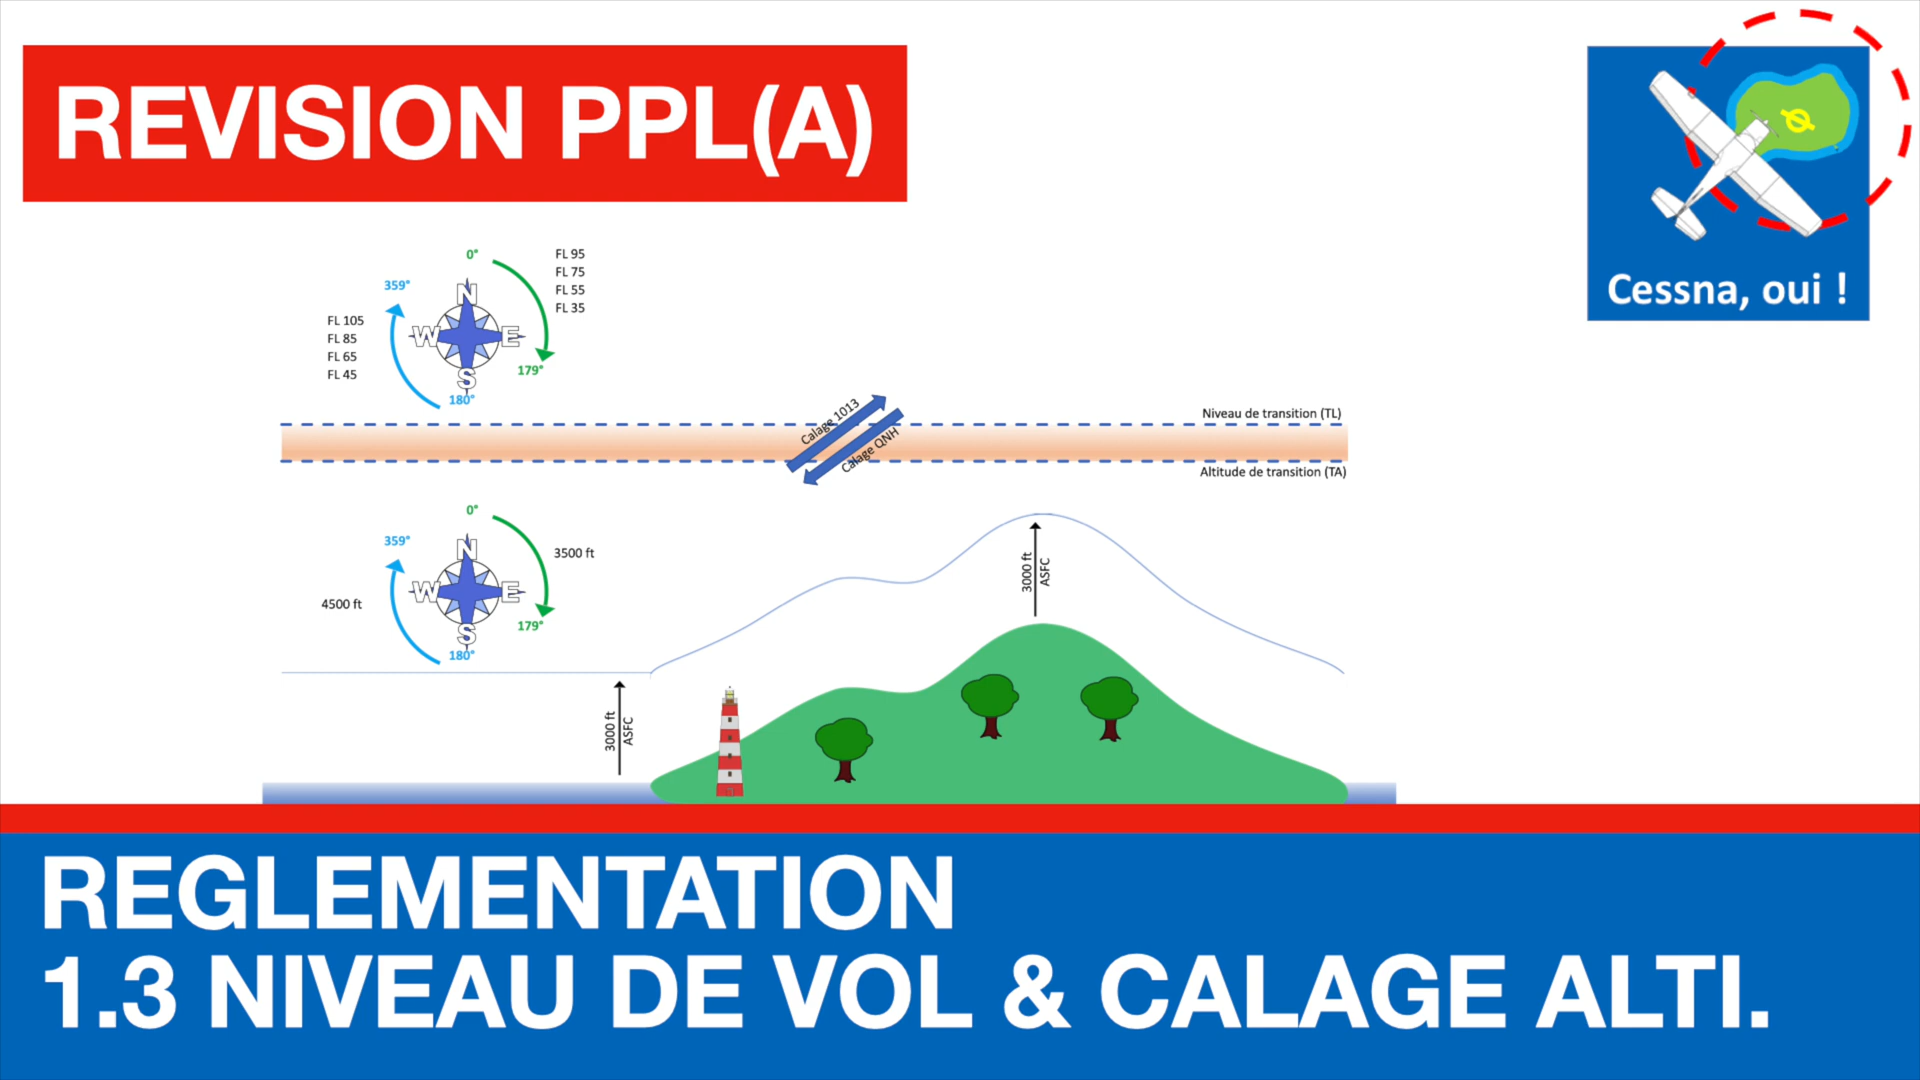 REVISION PPL(A)
Cessna, oui !
0°
FL 95
FL 75
FL 55
FL 35
359°
FL 105
FL 85
FL 65
FL 45
N
W
E
S
179°
180°
Calage 1013
Calage QNH
Niveau de transition (TL)
Altitude de transition (TA)
0°
359°
3500 ft
4500 ft
N
W
E
S
179°
180°
3000 ft
ASFC
3000 ft
ASFC
REGLEMENTATION
1.3 NIVEAU DE VOL & CALAGE ALTI.